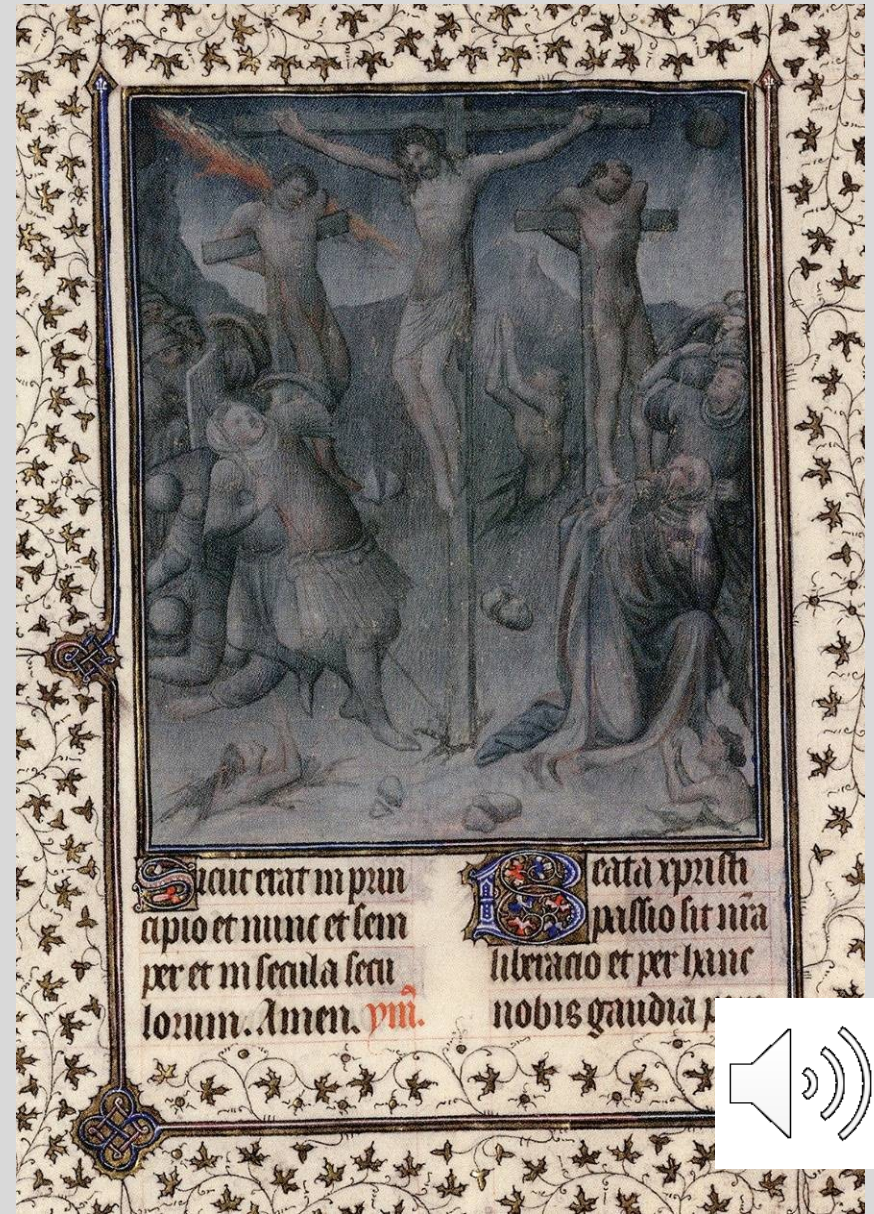 Sicut erat in prin
cipio et nunc et sem
per et in secula secu
lorum. Amen. ym̄.
Beata xpristi
passio sit nr̄a
liberacio et per hanc
nobis gaudia